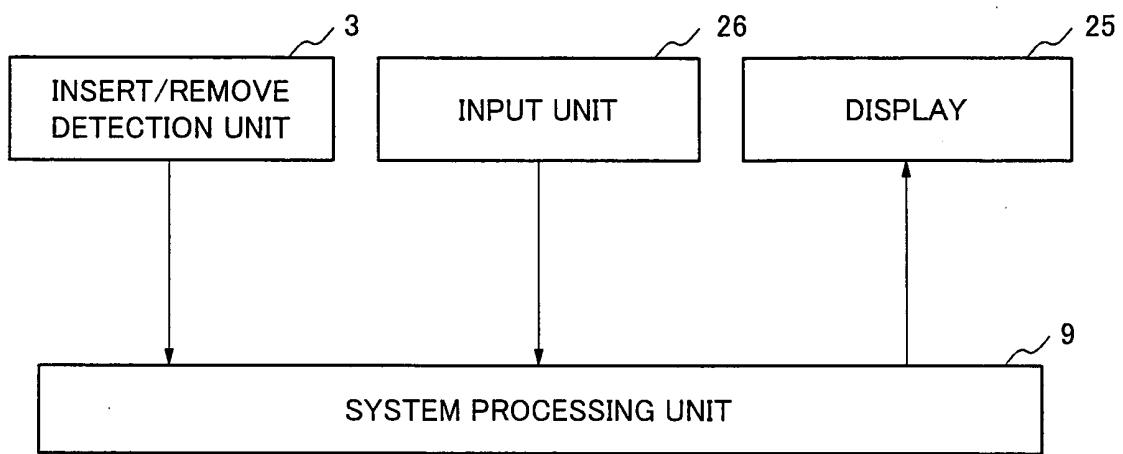 3
26
25
INSERT/REMOVE
DETECTION UNIT
INPUT UNIT
DISPLAY
9
SYSTEM PROCESSING UNIT